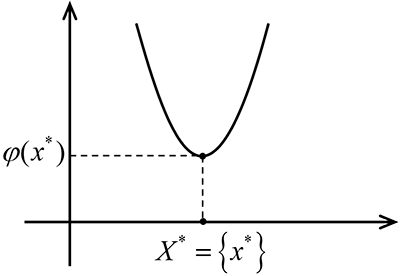 φ(x*)
X* = {x*}